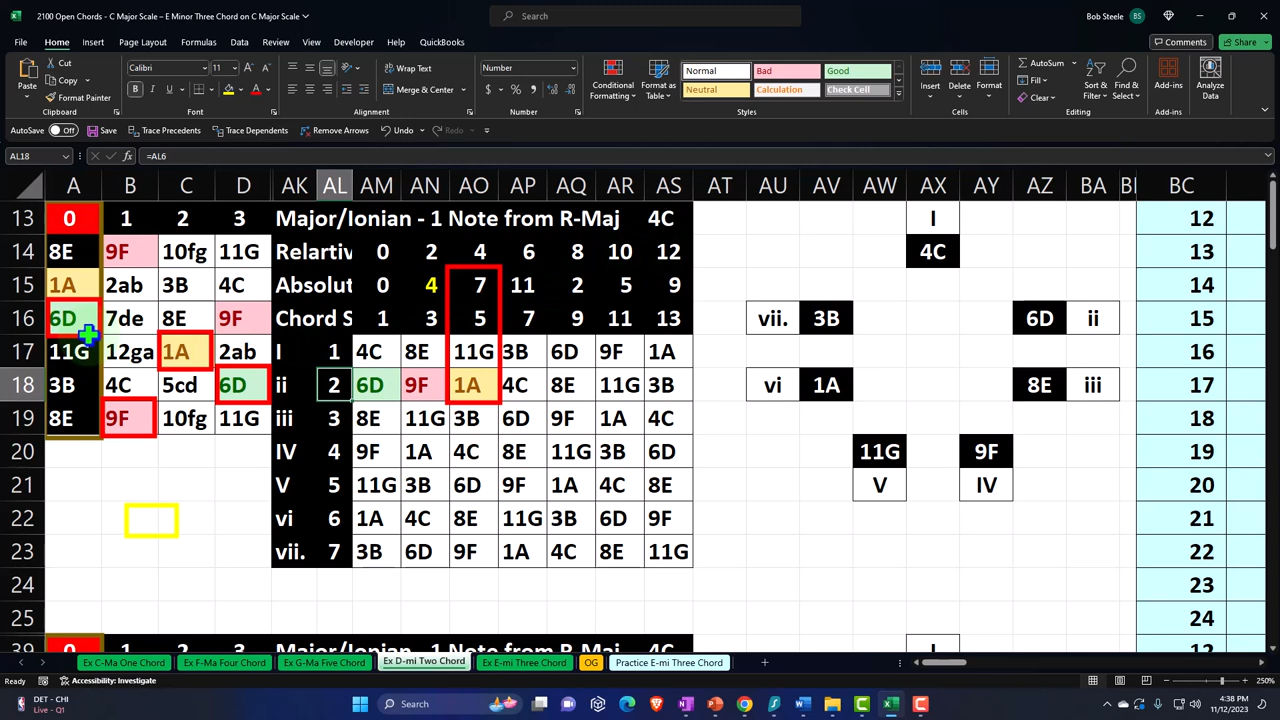 2100 Open Chords - C Major Scale – E Minor Three Chord on C Major Scale
Search
Bob Steele BS
File Home Insert Page Layout Formulas Data Review View Developer Help QuickBooks
Comments Share
Cut
Copy
Paste
Format Painter
Calibri 11
B I U
Wrap Text
Merge & Center
Number
Conditional Formatting
Format as Table
Normal Bad Good
Neutral Calculation Check Cell
Insert Delete Format
AutoSum
Fill
Clear
Sort & Filter
Find & Select
Add-ins
Analyze Data
Clipboard Font Alignment Number Styles Cells Editing Add-ins
AutoSave Off Save Trace Precedents Trace Dependents Remove Arrows Undo Redo
AL18 fx =AL6
A B C D AK AL AM AN AO AP AQ AR AS AT AU AV AW AX AY AZ BA BC
13 0 1 2 3 Major/Ionian - 1 Note from R-Maj 4C I 12
14 8E 9F 10fg 11G Relartiv 0 2 4 6 8 10 12 4C 13
15 1A 2ab 3B 4C Absolut 0 4 7 11 2 5 9 14
16 6D 7de 8E 9F Chord S 1 3 5 7 9 11 13 vii. 3B 6D ii 15
17 11G 12ga 1A 2ab I 1 4C 8E 11G 3B 6D 9F 1A 16
18 3B 4C 5cd 6D ii 2 6D 9F 1A 4C 8E 11G 3B vi 1A 8E iii 17
19 8E 9F 10fg 11G iii 3 8E 11G 3B 6D 9F 1A 4C 18
20 IV 4 9F 1A 4C 8E 11G 3B 6D 11G 9F 19
21 V 5 11G 3B 6D 9F 1A 4C 8E V IV 20
22 vi 6 1A 4C 8E 11G 3B 6D 9F 21
23 vii. 7 3B 6D 9F 1A 4C 8E 11G 22
24 23
25 24
39 0 1 2 3 Major/Ionian - 1 Note from R-Maj 4C I 12
Ex C-Ma One Chord Ex F-Ma Four Chord Ex G-Ma Five Chord Ex D-mi Two Chord Ex E-mi Three Chord OG Practice E-mi Three Chord
Ready Accessibility: Investigate 250%
DET - CHI
Live - Q1
Search
4:38 PM
11/12/2023